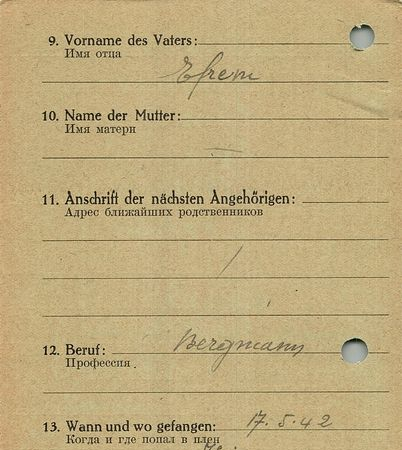 9. Vorname des Vaters:
Имя отца
Efrem
10. Name der Mutter:
Имя матери
—
11. Anschrift der nächsten Angehörigen:
Адрес ближайших родственников
/
12. Beruf: Bergmann
Профессия
13. Wann und wo gefangen: 17.5.42
Когда и где попал в плен